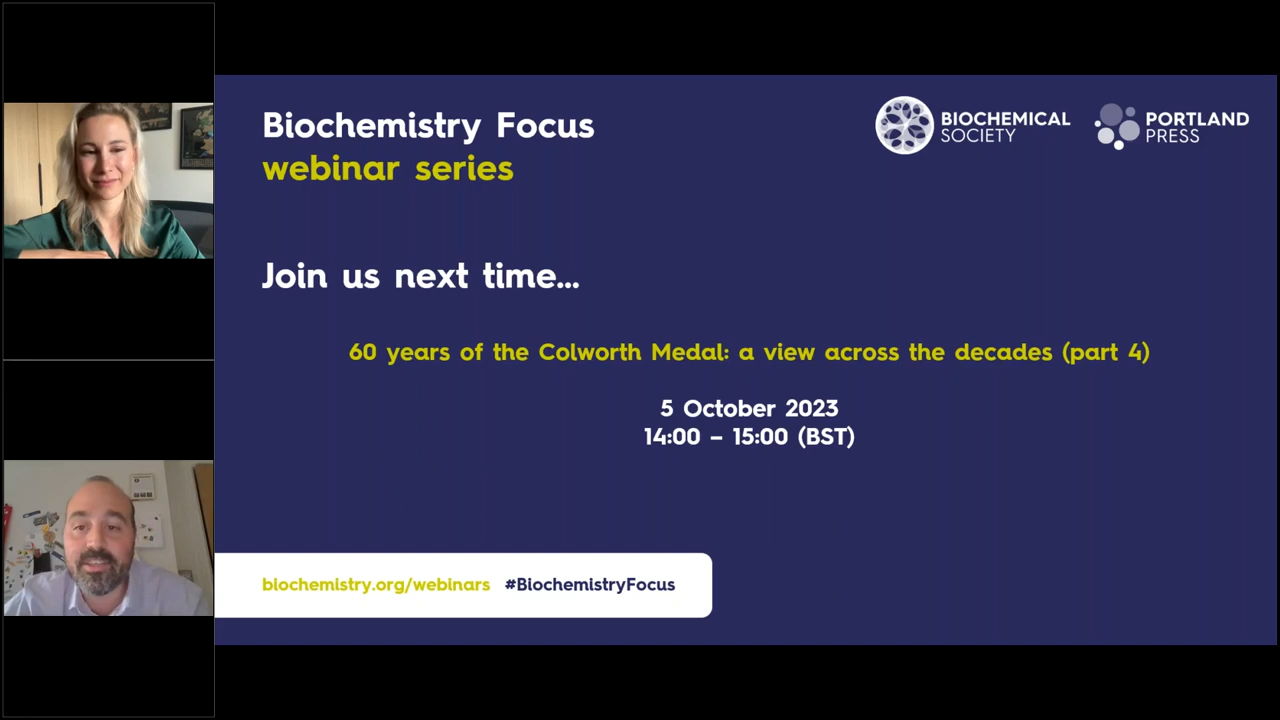 Biochemistry Focus
webinar series
BIOCHEMICAL
SOCIETY
PORTLAND
PRESS
Join us next time...
60 years of the Colworth Medal: a view across the decades (part 4)
5 October 2023
14:00 – 15:00 (BST)
biochemistry.org/webinars #BiochemistryFocus